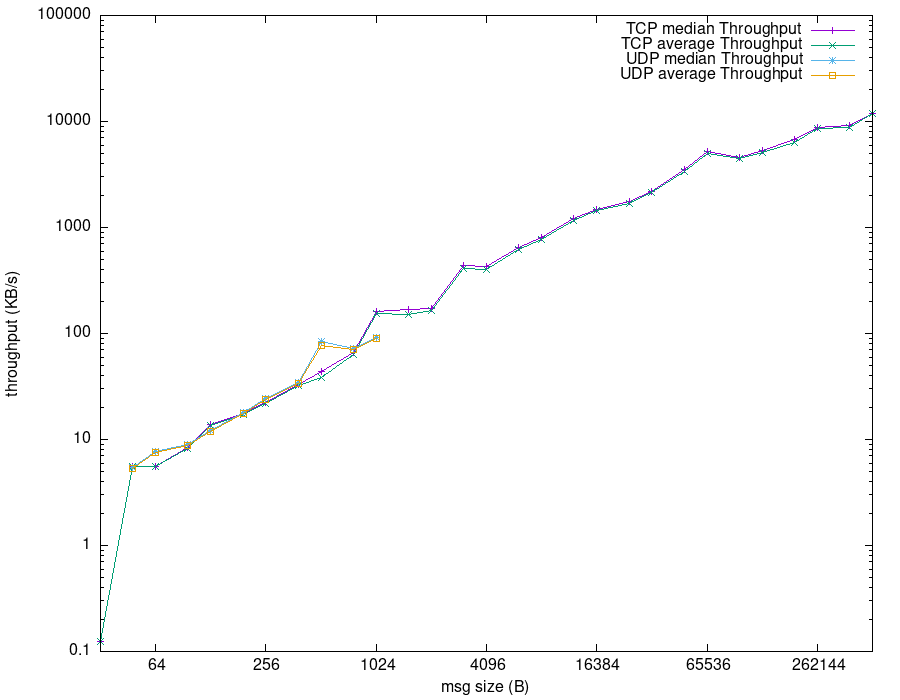 100000
10000
1000
100
10
1
0.1
throughput (KB/s)
TCP median Throughput
TCP average Throughput
UDP median Throughput
UDP average Throughput
64 256 1024 4096 16384 65536 262144
msg size (B)